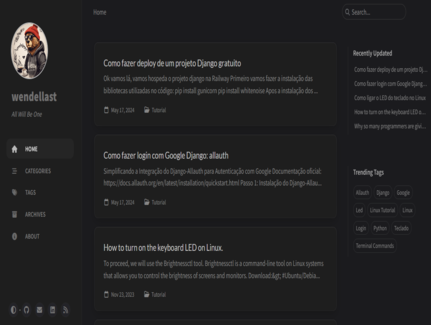 Home
Search...
wendellast
All Will Be One
HOME
CATEGORIES
TAGS
ARCHIVES
ABOUT
Como fazer deploy de um projeto Django gratuito
Ok vamos lá, vamos hospeda o projeto django na Railway Primeiro vamos fazer a instalação das
bibliotecas utilizadas no código: pip install gunicorn pip install whitenoise Apos a instalação dos ...
May 17, 2024
Tutorial
Como fazer login com Google Django: allauth
Simplificando a Integração do Django-Allauth para Autenticação com Google Documentação oficial:
https://docs.allauth.org/en/latest/installation/quickstart.html Passo 1: Instalação do Django-Allau...
May 17, 2024
Tutorial
How to turn on the keyboard LED on Linux.
To proceed, we will use the Brightnesactl tool. Brightnesactl is a command-line tool on Linux systems
that allows you to control the brightness of screens and monitors. Download:&gt; #Ubuntu/Debia...
Nov 23, 2023
Tutorial
Recently Updated
Como fazer deploy de um projeto Dj...
Como fazer login com Google Djang...
Como ligar o LED do teclado no Linux
How to turn on the keyboard LED o...
Why so many programmers are givi...
Trending Tags
Allauth Django Google
Led Linux Tutorial Linux
Login Python Teclado
Terminal Commands